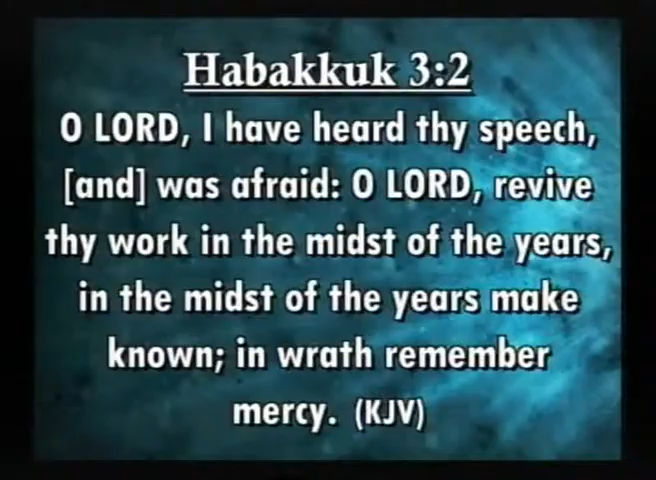 Habakkuk 3:2
O LORD, I have heard thy speech,
[and] was afraid: O LORD, revive
thy work in the midst of the years,
in the midst of the years make
known; in wrath remember
mercy. (KJV)